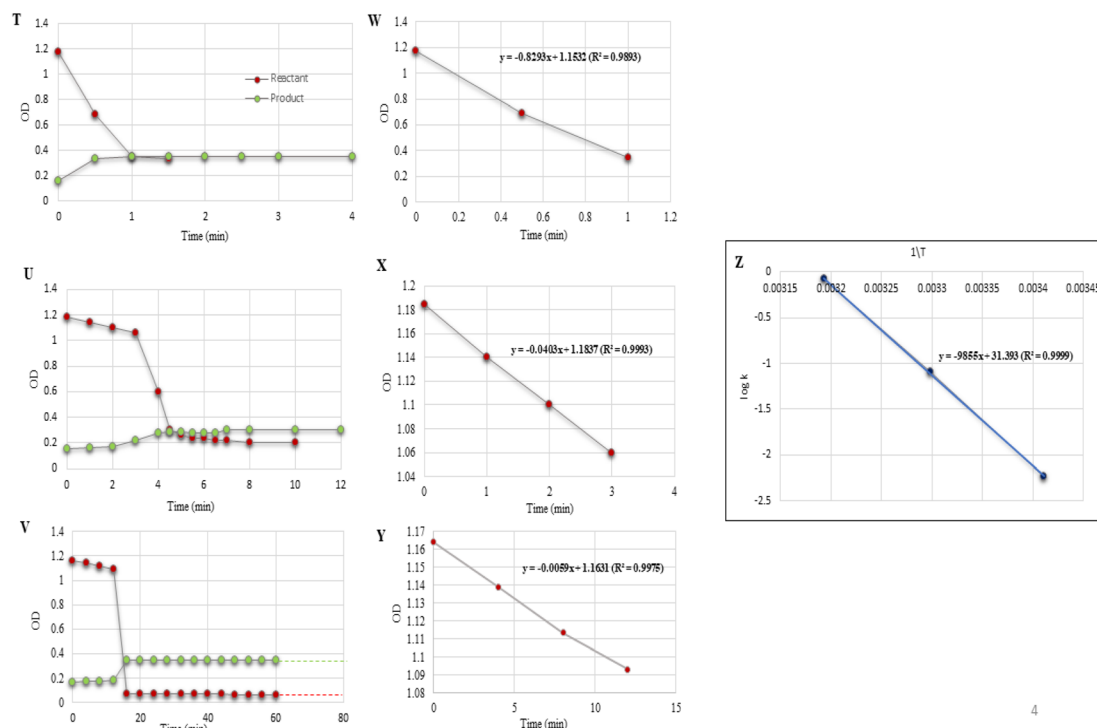 T
1.4
1.2
1
0.8
0.6
0.4
0.2
0
OD
Reactant
Product
0 1 2 3 4
Time (min)
W
1.4
1.2
1
0.8
0.6
0.4
0.2
0
OD
y = -0.8293x + 1.1532 (R² = 0.9893)
0 0.2 0.4 0.6 0.8 1 1.2
Time (min)
U
1.4
1.2
1
0.8
0.6
0.4
0.2
0
OD
0 2 4 6 8 10 12
Time (min)
X
1.2
1.18
1.16
1.14
1.12
1.1
1.08
1.06
1.04
OD
y = -0.0403x + 1.1837 (R² = 0.9993)
0 1 2 3 4
Time (min)
Z
1\T
0.00315 0.0032 0.00325 0.0033 0.00335 0.0034 0.00345
0
-0.5
-1
-1.5
-2
-2.5
log k
y = -9855x + 31.393 (R² = 0.9999)
V
1.4
1.2
1
0.8
0.6
0.4
0.2
0
OD
0 20 40 60 80
Time (min)
Y
1.17
1.16
1.15
1.14
1.13
1.12
1.11
1.1
1.09
1.08
OD
y = -0.0059x + 1.1631 (R² = 0.9975)
0 5 10 15
Time (min)
4